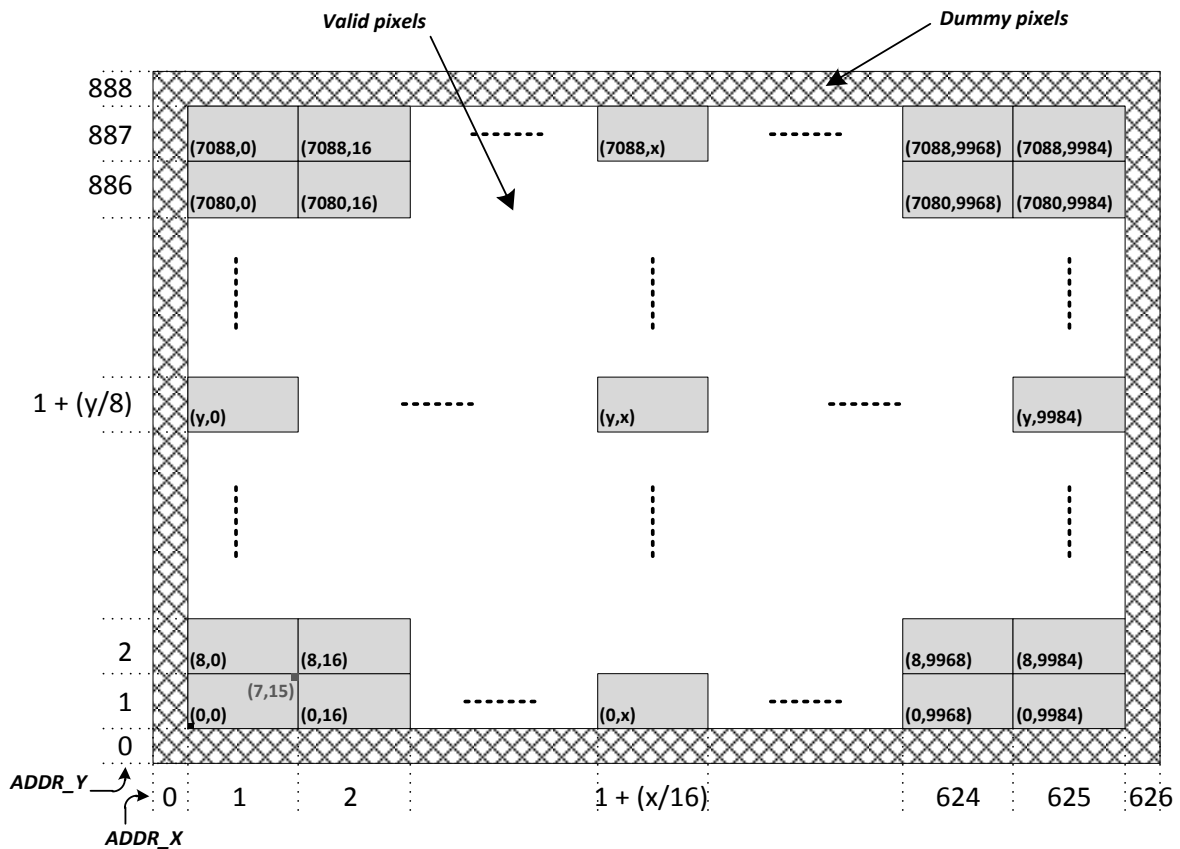 Valid pixels
Dummy pixels
888
887
(7088,0) (7088,16 (7088,x) (7088,9968) (7088,9984)
886
(7080,0) (7080,16) (7080,9968) (7080,9984)
1 + (y/8)
(y,0) (y,x) (y,9984)
2
(8,0) (8,16) (8,9968) (8,9984)
1
(7,15)
(0,0) (0,16) (0,x) (0,9968) (0,9984)
0
ADDR_Y
0 1 2 1 + (x/16) 624 625 626
ADDR_X